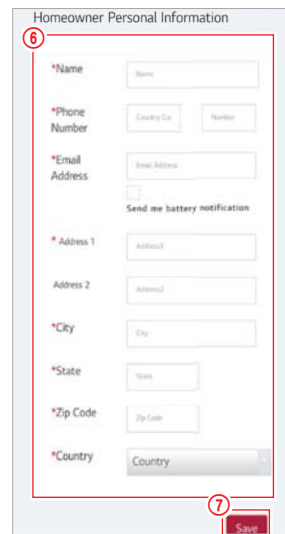 Homeowner Personal Information
6
*Name
Name
*Phone Number
Country Co
Number
*Email Address
Email Address
Send me battery notification
* Address 1
Address1
Address 2
Address2
*City
City
*State
State
*Zip Code
Zip Code
*Country
Country
7
Save